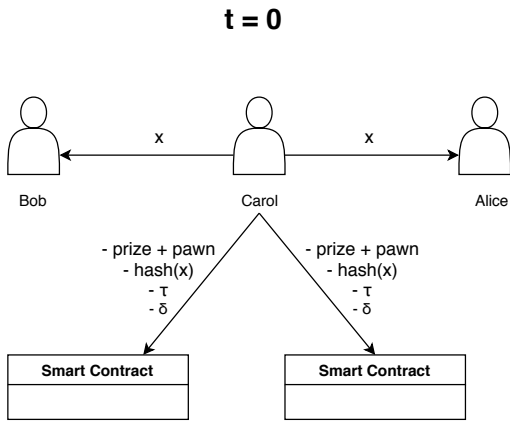 t = 0
x
x
Bob
Carol
Alice
- prize + pawn
- hash(x)
- τ
- δ
- prize + pawn
- hash(x)
- τ
- δ
Smart Contract
Smart Contract